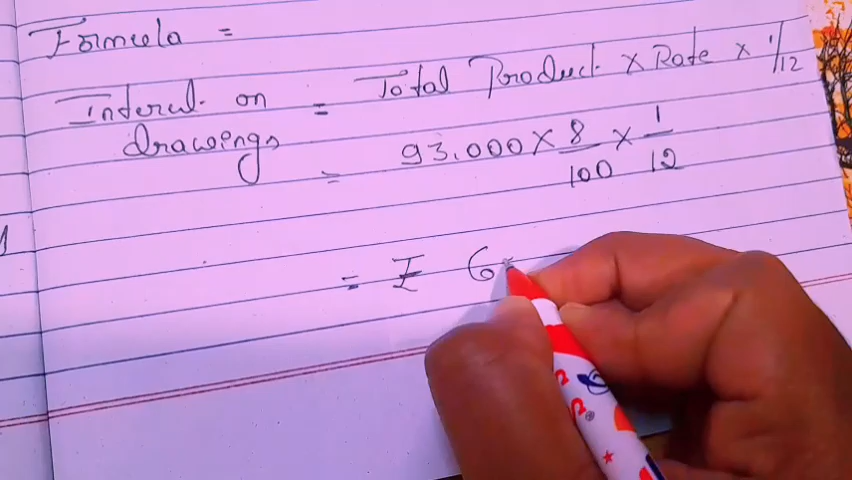 Formula =
Interest on drawings = Total Product × Rate × 1/12
= 93,000 × 8/100 × 1/12
= ₹ 6